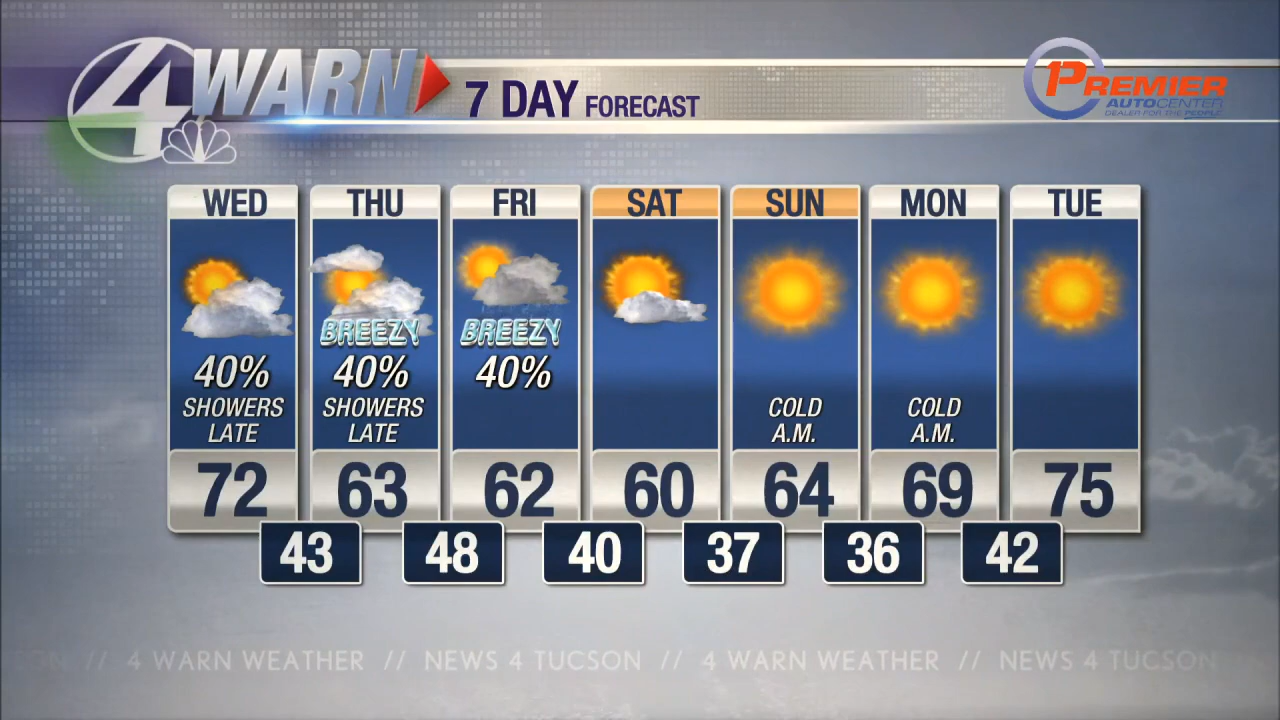 4 WARN
7 DAY FORECAST
PREMIER
AUTOCENTER
DEALER FOR THE PEOPLE
WED THU FRI SAT SUN MON TUE
BREEZY BREEZY
40% 40% 40%
SHOWERS LATE SHOWERS LATE COLD A.M. COLD A.M.
72 63 62 60 64 69 75
43 48 40 37 36 42
SON // 4 WARN WEATHER // NEWS 4 TUCSON // 4 WARN WEATHER // NEWS 4 TUCSON